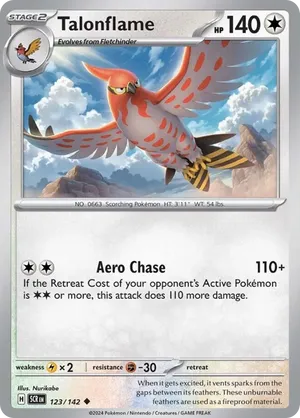 STAGE2 Talonflame HP 140
Evolves from Fletchinder
NO. 0663 Scorching Pokémon HT: 3'11" WT: 54 lbs.
Aero Chase 110+
If the Retreat Cost of your opponent's Active Pokémon
is or more, this attack does 110 more damage.
weakness ×2 resistance -30 retreat
Illus. Nurikabe
H SCR EN 123/142
When it gets excited, it vents sparks from
the gaps between its feathers. These unburnable
feathers are used as a fireproof material.
©2024 Pokémon / Nintendo / Creatures / GAME FREAK